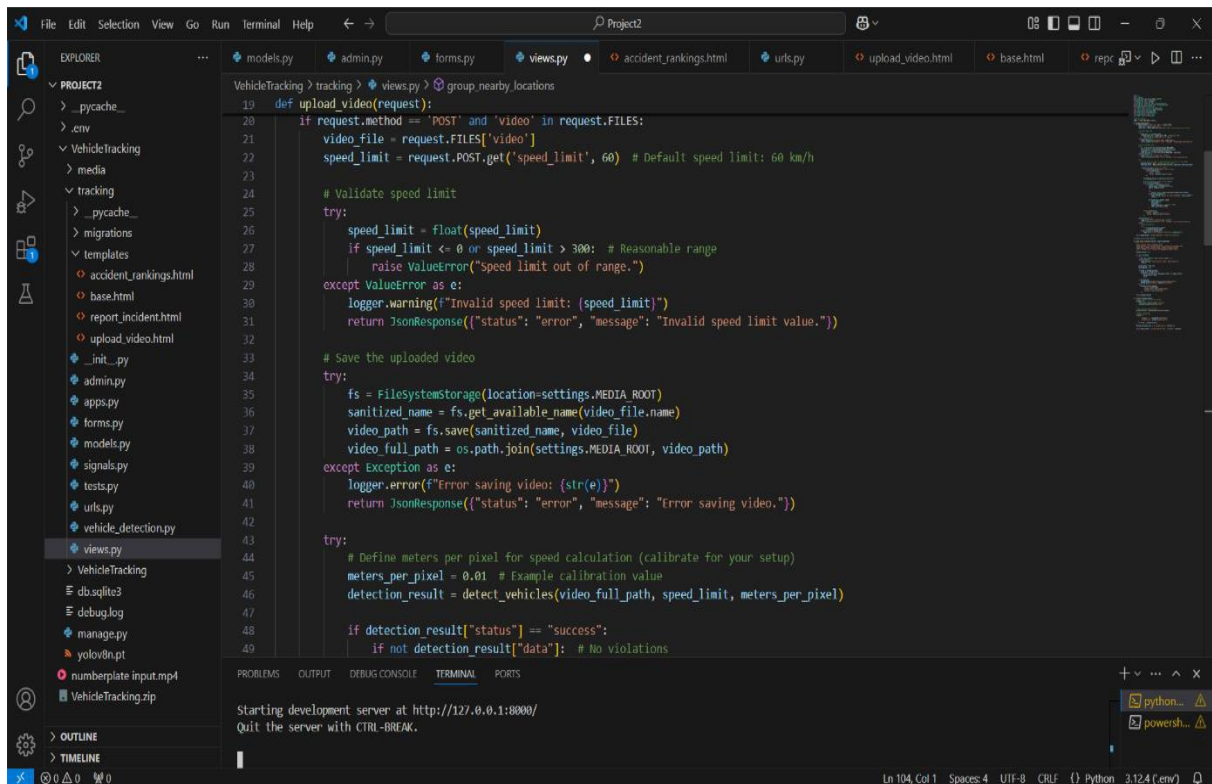 File Edit Selection View Go Run Terminal Help Project2
EXPLORER
models.py admin.py forms.py views.py accident_rankings.html urls.py upload_video.html base.html repc
PROJECT2
__pycache__
.env
VehicleTracking
media
tracking
__pycache__
migrations
templates
accident_rankings.html
base.html
report_incident.html
upload_video.html
__init__.py
admin.py
apps.py
forms.py
models.py
signals.py
tests.py
urls.py
vehicle_detection.py
views.py
VehicleTracking
db.sqlite3
debug.log
manage.py
yolov8n.pt
numberplate input.mp4
VehicleTracking.zip
OUTLINE
TIMELINE
VehicleTracking > tracking > views.py > group_nearby_locations
19 def upload_video(request):
20 if request.method == 'POST' and 'video' in request.FILES:
21 video_file = request.FILES['video']
22 speed_limit = request.POST.get('speed_limit', 60) # Default speed limit: 60 km/h
23
24 # Validate speed limit
25 try:
26 speed_limit = float(speed_limit)
27 if speed_limit <= 0 or speed_limit > 300: # Reasonable range
28 raise ValueError("Speed limit out of range.")
29 except ValueError as e:
30 logger.warning(f"Invalid speed limit: {speed_limit}")
31 return JsonResponse({"status": "error", "message": "Invalid speed limit value."})
32
33 # Save the uploaded video
34 try:
35 fs = FileSystemStorage(location=settings.MEDIA_ROOT)
36 sanitized_name = fs.get_available_name(video_file.name)
37 video_path = fs.save(sanitized_name, video_file)
38 video_full_path = os.path.join(settings.MEDIA_ROOT, video_path)
39 except Exception as e:
40 logger.error(f"Error saving video: {str(e)}")
41 return JsonResponse({"status": "error", "message": "Error saving video."})
42
43 try:
44 # Define meters per pixel for speed calculation (calibrate for your setup)
45 meters_per_pixel = 0.01 # Example calibration value
46 detection_result = detect_vehicles(video_full_path, speed_limit, meters_per_pixel)
47
48 if detection_result["status"] == "success":
49 if not detection_result["data"]: # No violations
PROBLEMS OUTPUT DEBUG CONSOLE TERMINAL PORTS
Starting development server at http://127.0.0.1:8000/
Quit the server with CTRL-BREAK.
python...
powersh...
0 0 0 Ln 104, Col 1 Spaces: 4 UTF-8 CRLF {} Python 3.12.4 ('.env')